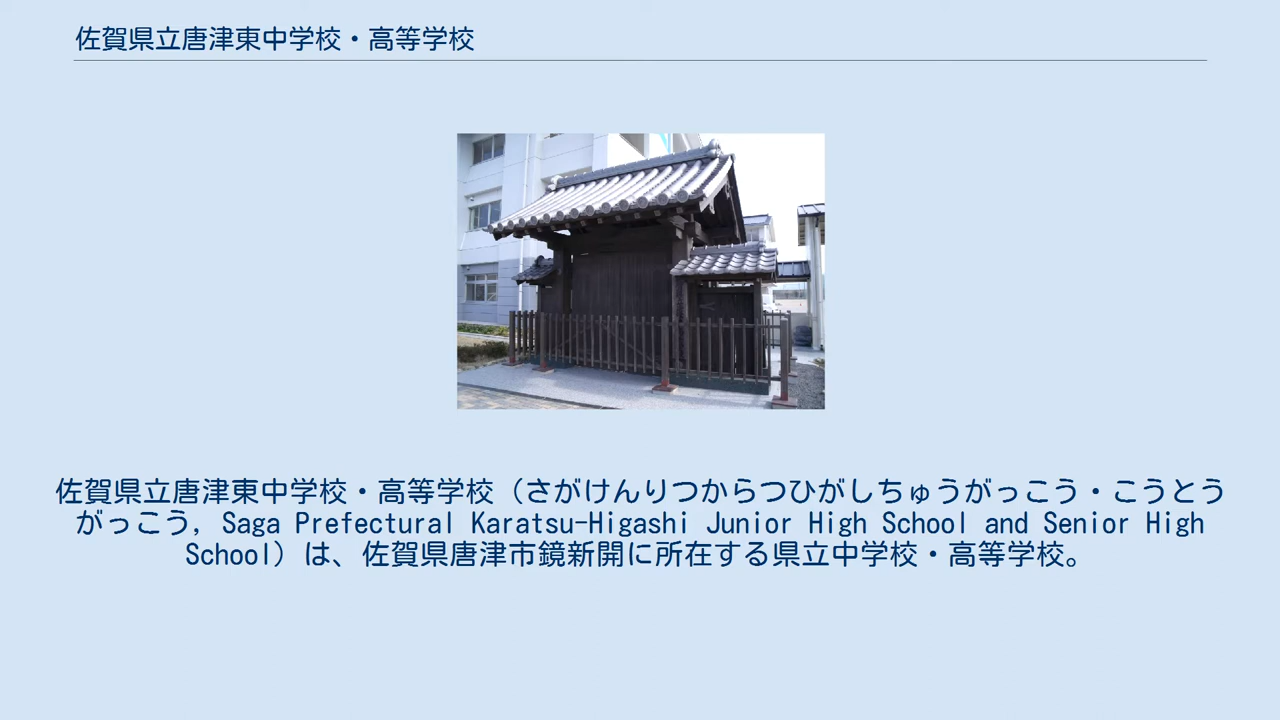 佐賀県立唐津東中学校・高等学校
佐賀県立唐津東中学校・高等学校（さがけんりつからつひがしちゅうがっこう・こうとう
がっこう, Saga Prefectural Karatsu-Higashi Junior High School and Senior High
School）は、佐賀県唐津市鏡新開に所在する県立中学校・高等学校。